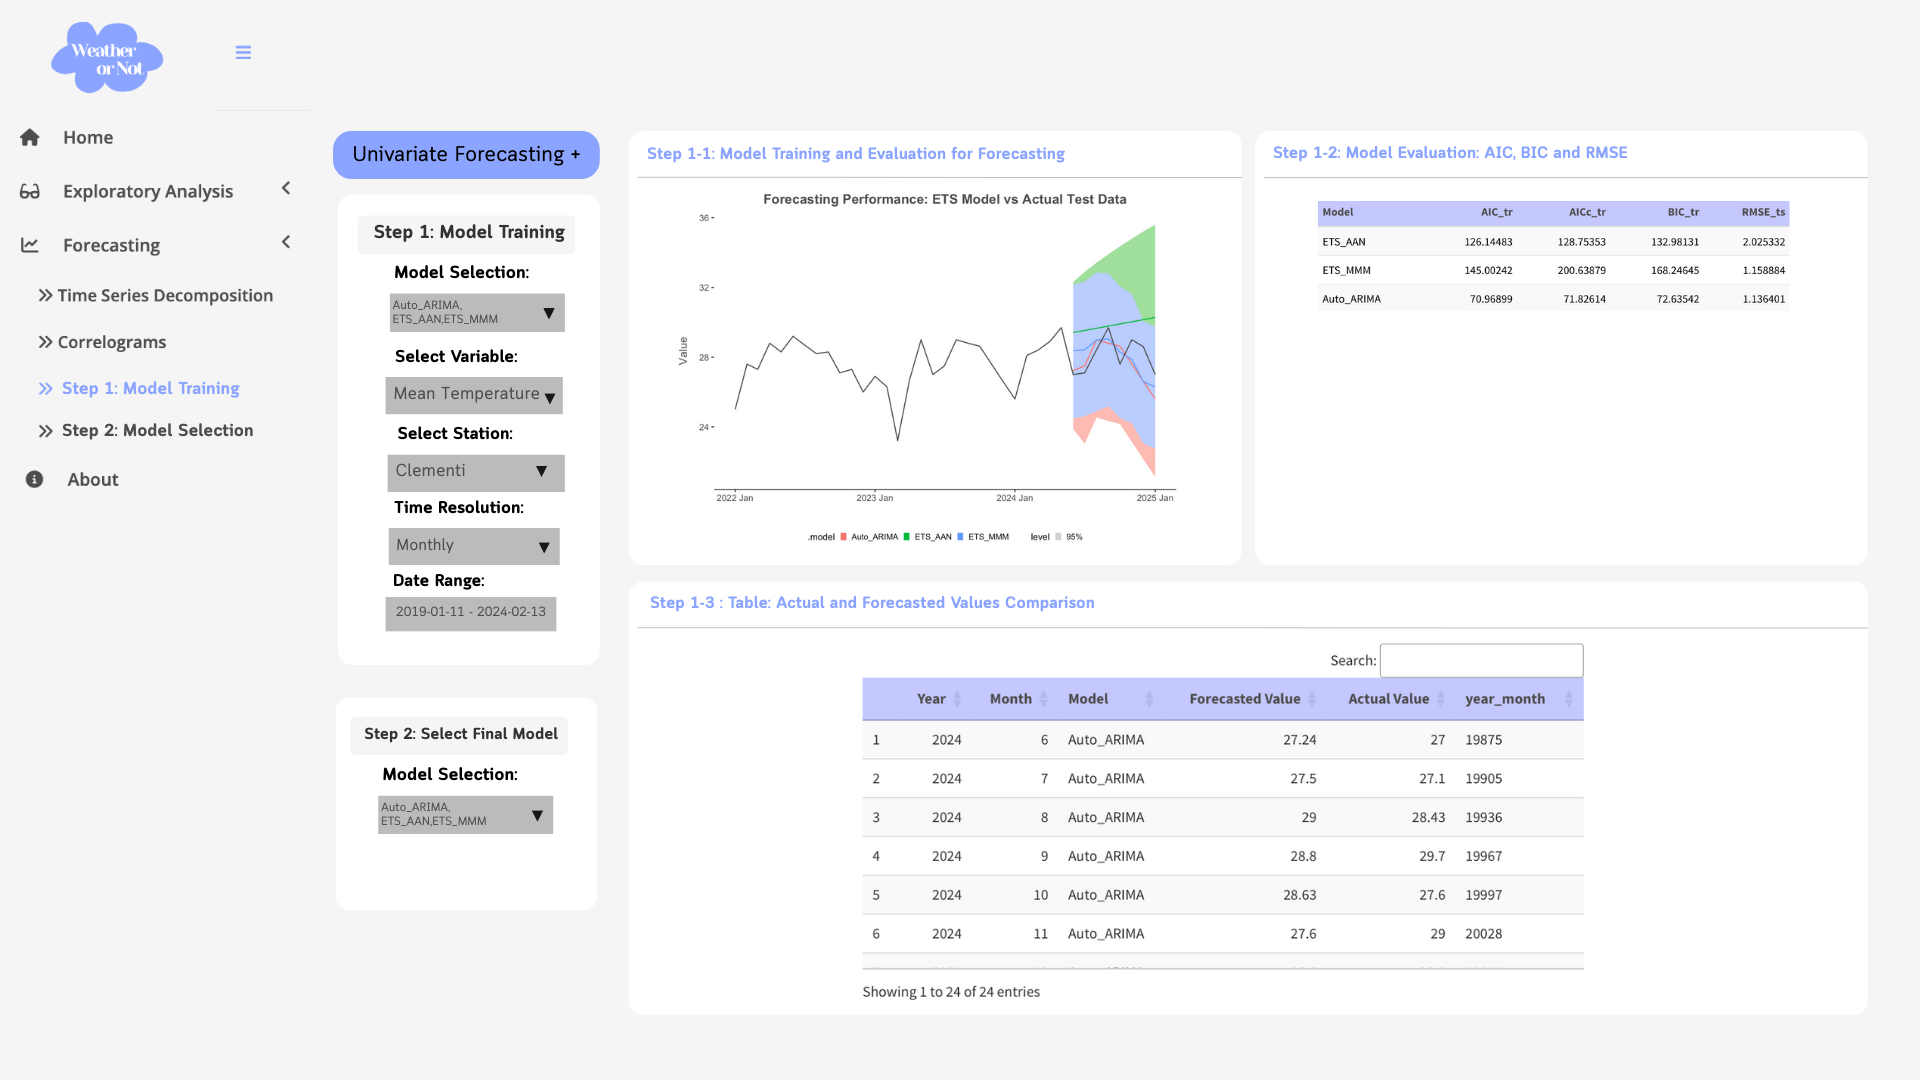 Weather
or Not
Home
Exploratory Analysis
Forecasting
Time Series Decomposition
Correlograms
Step 1: Model Training
Step 2: Model Selection
About
Univariate Forecasting +
Step 1: Model Training
Model Selection:
Auto_ARIMA,
ETS_AAN,ETS_MMM
Select Variable:
Mean Temperature
Select Station:
Clementi
Time Resolution:
Monthly
Date Range:
2019-01-11 - 2024-02-13
Step 2: Select Final Model
Model Selection:
Auto_ARIMA,
ETS_AAN,ETS_MMM
Step 1-1: Model Training and Evaluation for Forecasting
Forecasting Performance: ETS Model vs Actual Test Data
Value
36
32
28
24
2022 Jan 2023 Jan 2024 Jan 2025 Jan
.model Auto_ARIMA ETS_AAN ETS_MMM level 95%
Step 1-2: Model Evaluation: AIC, BIC and RMSE
Model AIC_tr AICc_tr BIC_tr RMSE_ts
ETS_AAN 126.14483 128.75353 132.98131 2.025332
ETS_MMM 145.00242 200.63879 168.24645 1.158884
Auto_ARIMA 70.96899 71.82614 72.63542 1.136401
Step 1-3 : Table: Actual and Forecasted Values Comparison
Search:
Year Month Model Forecasted Value Actual Value year_month
1 2024 6 Auto_ARIMA 27.24 27 19875
2 2024 7 Auto_ARIMA 27.5 27.1 19905
3 2024 8 Auto_ARIMA 29 28.43 19936
4 2024 9 Auto_ARIMA 28.8 29.7 19967
5 2024 10 Auto_ARIMA 28.63 27.6 19997
6 2024 11 Auto_ARIMA 27.6 29 20028
Showing 1 to 24 of 24 entries